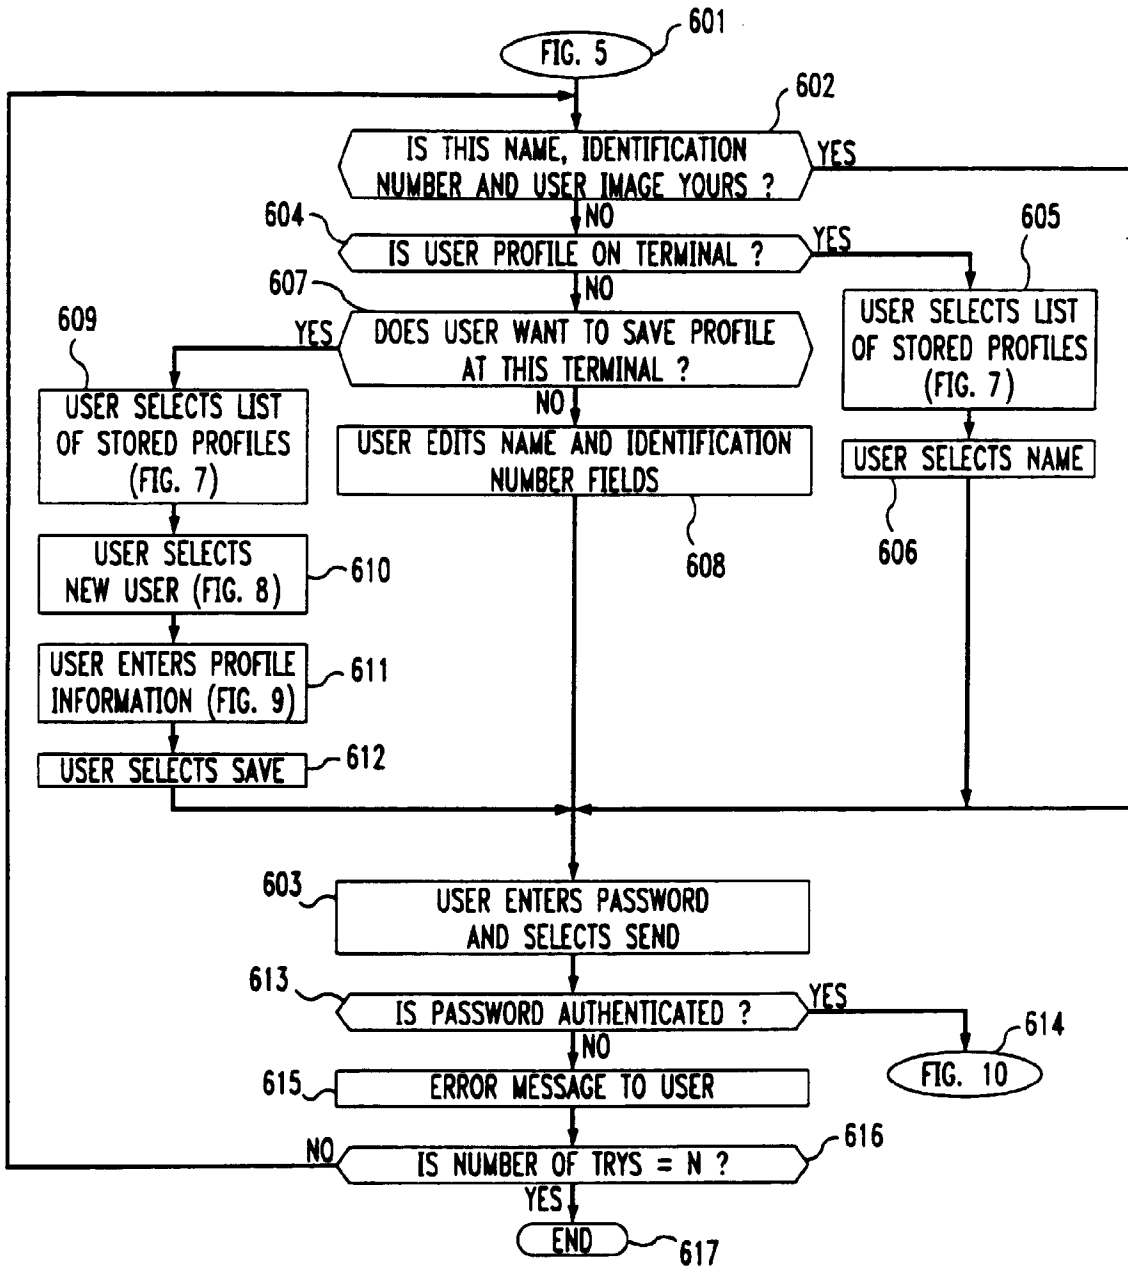 601
FIG. 5
602
IS THIS NAME, IDENTIFICATION
NUMBER AND USER IMAGE YOURS ?
YES
NO
604
IS USER PROFILE ON TERMINAL ?
YES
605
NO
607
USER SELECTS LIST
OF STORED PROFILES
(FIG. 7)
609
YES
DOES USER WANT TO SAVE PROFILE
AT THIS TERMINAL ?
NO
USER SELECTS LIST
OF STORED PROFILES
(FIG. 7)
USER EDITS NAME AND IDENTIFICATION
NUMBER FIELDS
USER SELECTS NAME
606
608
USER SELECTS
NEW USER (FIG. 8)
610
USER ENTERS PROFILE
INFORMATION (FIG. 9)
611
USER SELECTS SAVE
612
603
USER ENTERS PASSWORD
AND SELECTS SEND
613
IS PASSWORD AUTHENTICATED ?
YES
614
NO
FIG. 10
615
ERROR MESSAGE TO USER
616
NO
IS NUMBER OF TRYS = N ?
YES
END
617